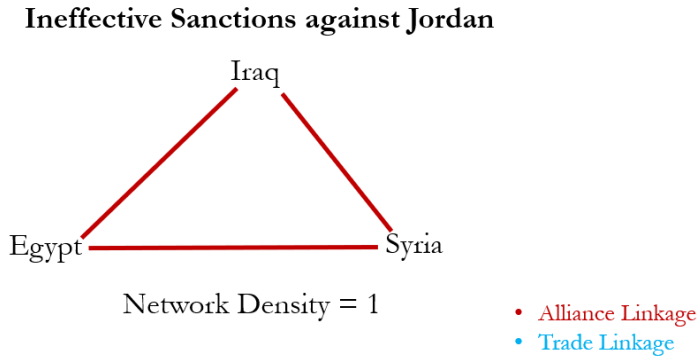 Ineffective Sanctions against Jordan
Iraq
Egypt
Syria
Network Density = 1
• Alliance Linkage
• Trade Linkage